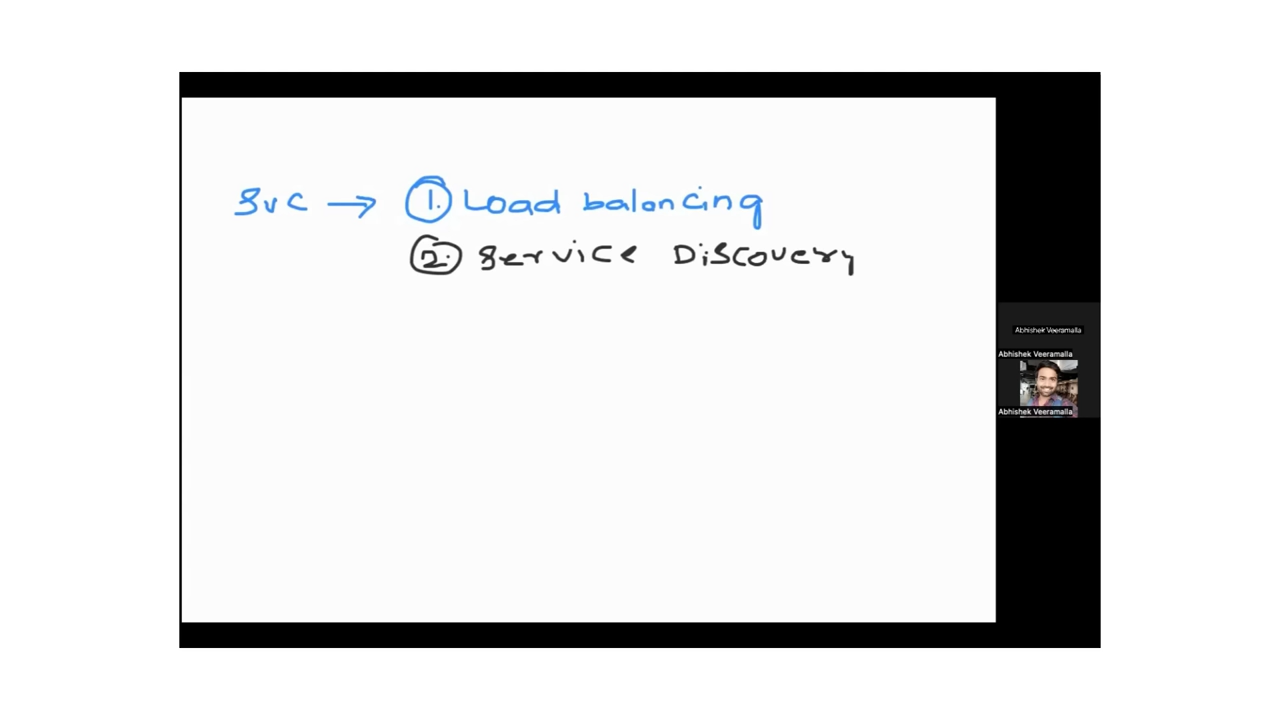 SVC → 1. Load balancing
2. Service Discovery
Abhishek Veeramalla
Abhishek Veeramalla
Abhishek Veeramalla